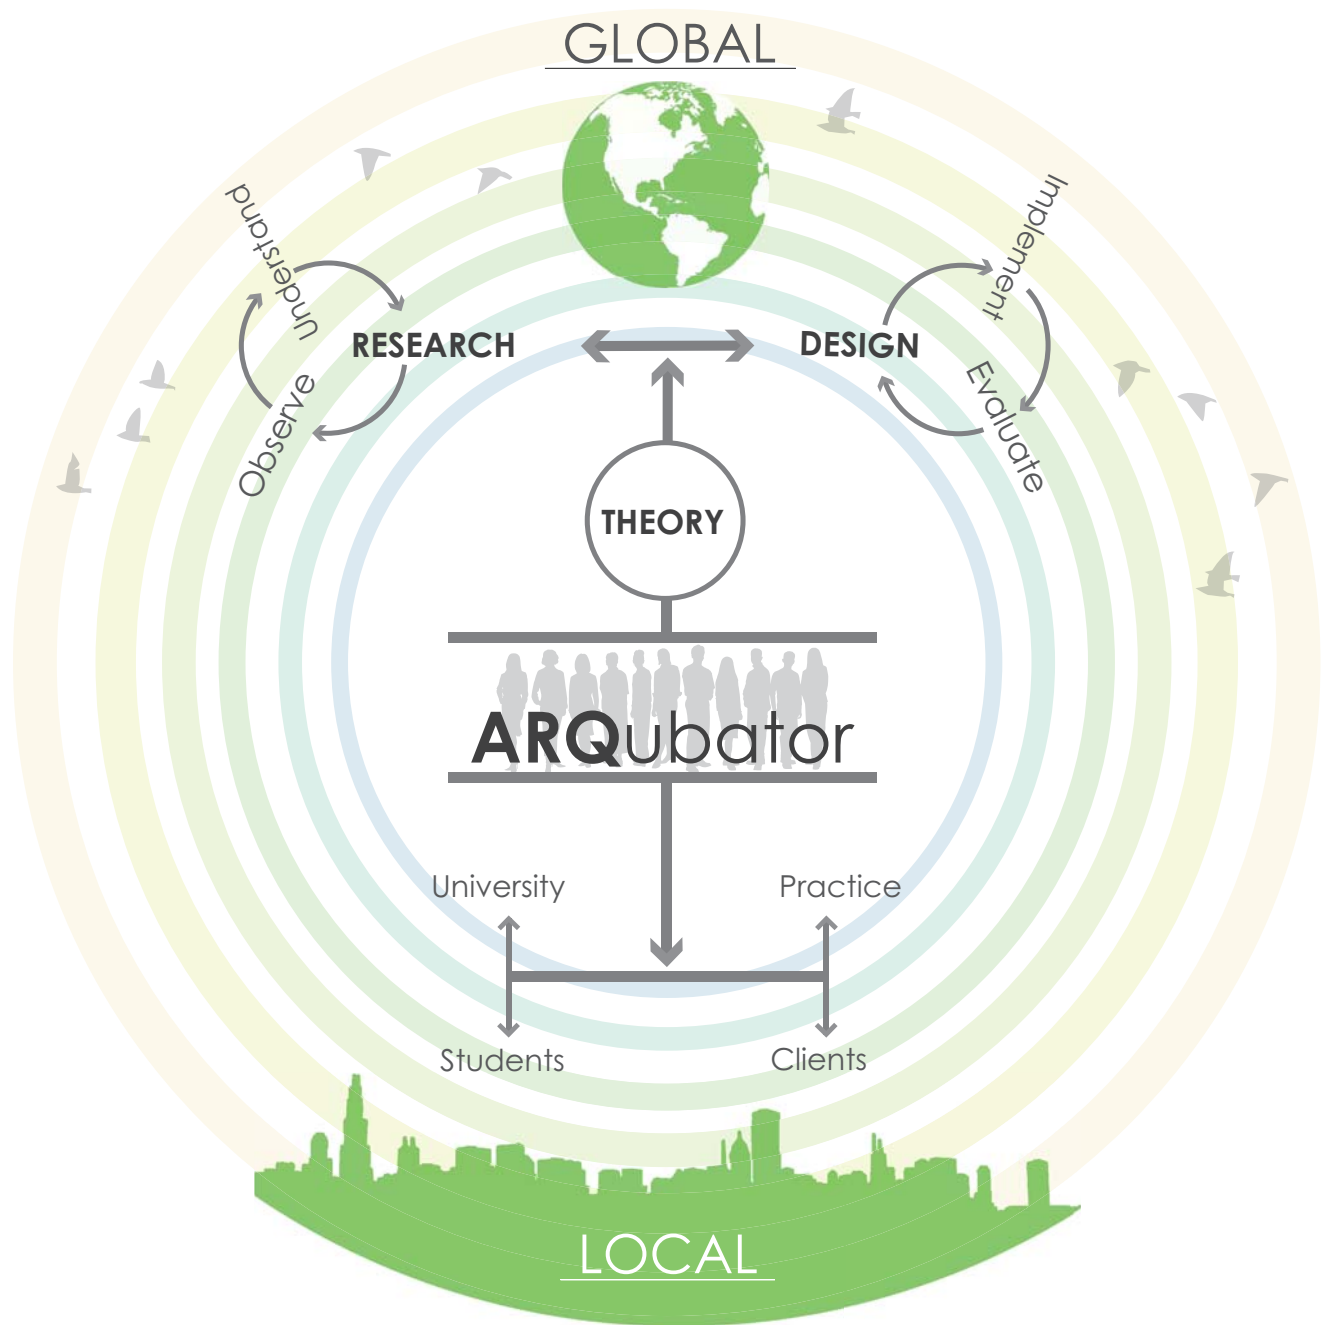 GLOBAL
Understand
Implement
RESEARCH
DESIGN
Observe
Evaluate
THEORY
ARQubator
University
Practice
Students
Clients
LOCAL